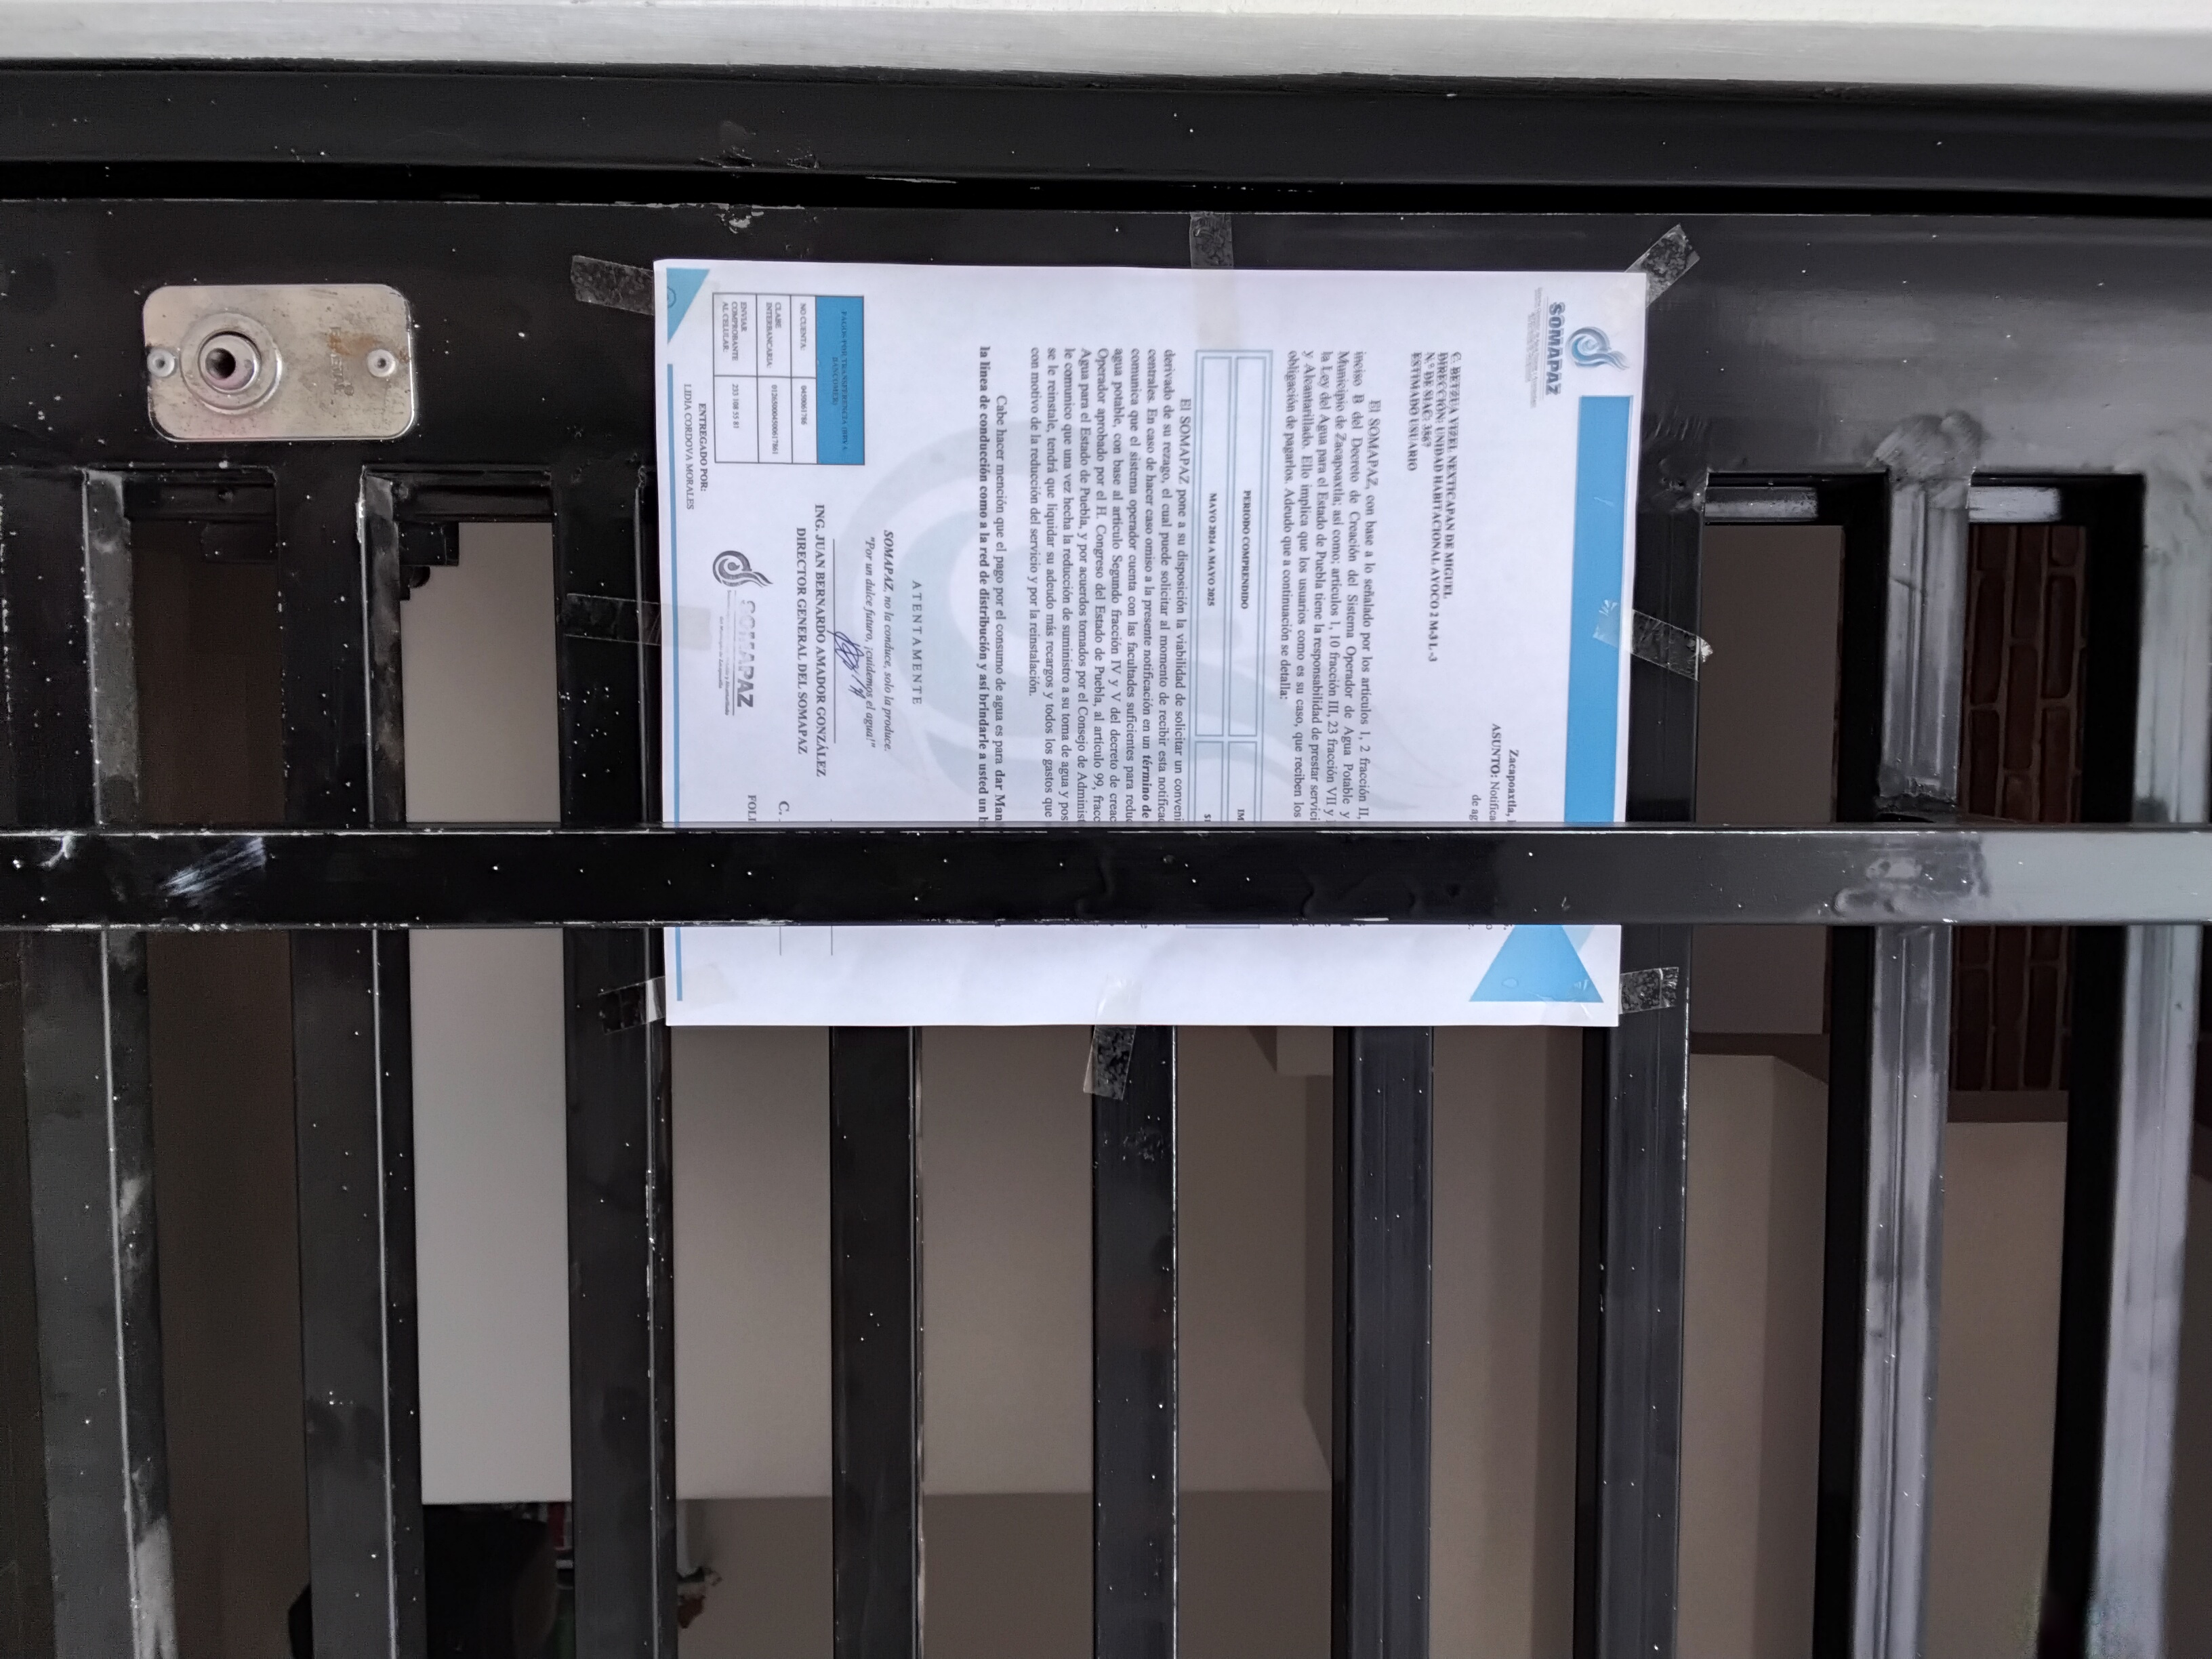 SOMAPAZ
Zacapoaxtla,
ASUNTO: Notifica
de ag
C. BETZUA YIZEL NEXTICAPAN DE MIGUEL
DIRECCIÓN: UNIDAD HABITACIONAL AYOCO 2 M-3 L -3
N.° DE SIAC: 3567
ESTIMADO USUARIO
El SOMAPAZ, con base a lo señalado por los artículos 1, 2 fracción II,
inciso B del Decreto de Creación del Sistema Operador de Agua Potable y
Municipio de Zacapoaxtla; así como; artículos 1, 10 fracción III, 23 fracción VII y
la Ley del Agua para el Estado de Puebla tiene la responsabilidad de prestar servici
y Alcantarillado. Ello implica que los usuarios como es su caso, que reciben los
obligación de pagarlos. Adeudo que a continuación se detalla:
PERIODO COMPRENDIDO IM
MAYO 2024 A MAYO 2025 $1
El SOMAPAZ pone a su disposición la viabilidad de solicitar un conveni
derivado de su rezago, el cual puede solicitar al momento de recibir esta notifica
centrales. En caso de hacer caso omiso a la presente notificación en un término de
comunica que el sistema operador cuenta con las facultades suficientes para redu
agua potable, con base al artículo Segundo fracción IV y V del decreto de creac
Operador aprobado por el H. Congreso del Estado de Puebla, al artículo 99, fracc
Agua para el Estado de Puebla, y por acuerdos tomados por el Consejo de Administ
le comunico que una vez hecha la reducción de suministro a su toma de agua y pos
se le reinstale, tendrá que liquidar su adeudo más recargos y todos los gastos que
con motivo de la reducción del servicio y por la reinstalación.
Cabe hacer mención que el pago por el consumo de agua es para dar Man
la línea de conducción como a la red de distribución y así brindarle a usted un b
ATENTAMENTE
SOMAPAZ, no la conduce, solo la produce.
"Por un dulce futuro, ¡cuidemos el agua!"
ING. JUAN BERNARDO AMADOR GONZÁLEZ
DIRECTOR GENERAL DEL SOMAPAZ
C.
FOLI
SOMAPAZ
PAGOS POR TRANSFERENCIA (BBVA
BANCOMER)
NO CUENTA: 0450061786
CLABE INTERBANCARIA: 012650004500617861
ENVIAR COMPROBANTE AL CELULAR: 233 108 55 81
ENTREGADO POR:
LIDIA CORDOVA MORALES